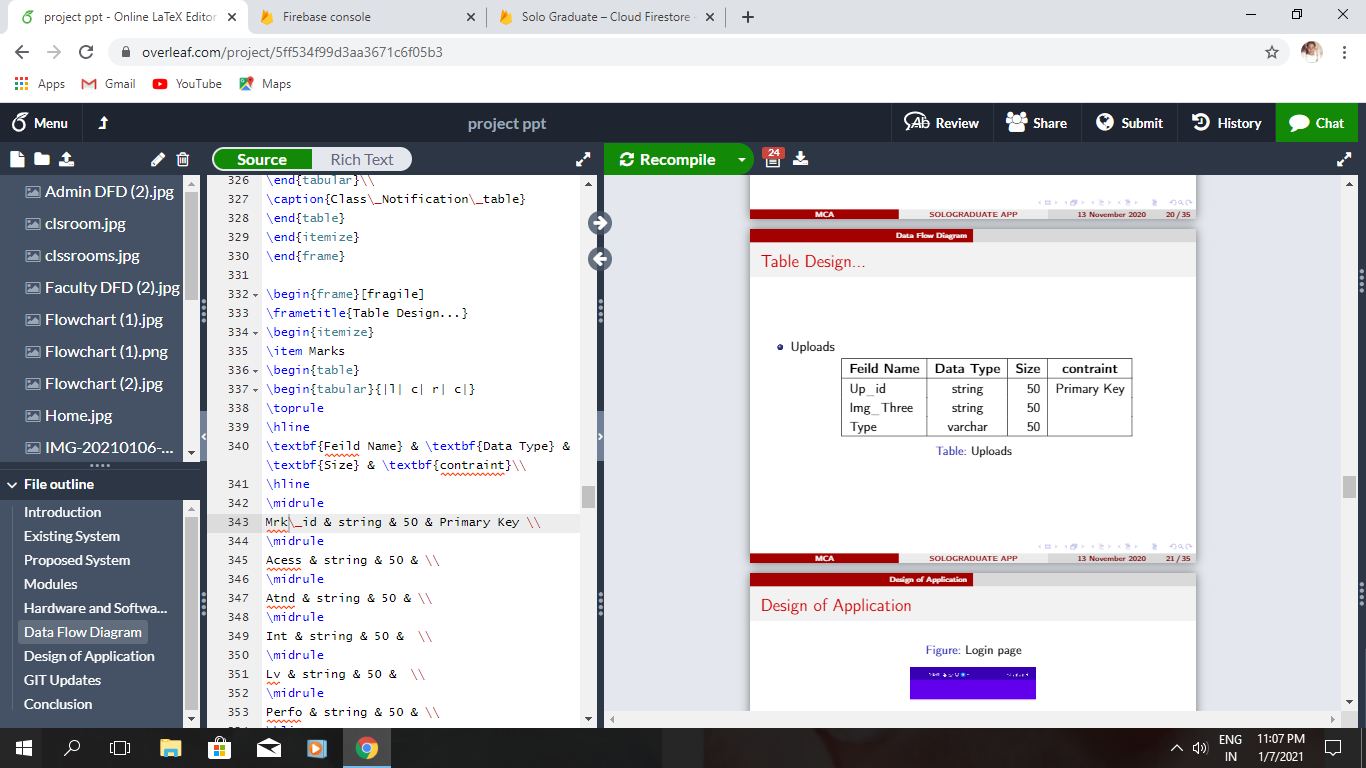 project ppt - Online LaTeX Editor
Firebase console
Solo Graduate – Cloud Firestore
overleaf.com/project/5ff534f99d3aa3671c6f05b3
Apps
Gmail
YouTube
Maps
Menu
project ppt
Review
Share
Submit
History
Chat
Source
Rich Text
Recompile
24
Admin DFD (2).jpg
clsroom.jpg
clssrooms.jpg
Faculty DFD (2).jpg
Flowchart (1).jpg
Flowchart (1).png
Flowchart (2).jpg
Home.jpg
IMG-20210106-...
File outline
Introduction
Existing System
Proposed System
Modules
Hardware and Softwa...
Data Flow Diagram
Design of Application
GIT Updates
Conclusion
326 \end{tabular}\\
327 \caption{Class\_Notification\_table}
328 \end{table}
329 \end{itemize}
330 \end{frame}
331
332 \begin{frame}[fragile]
333 \frametitle{Table Design...}
334 \begin{itemize}
335 \item Marks
336 \begin{table}
337 \begin{tabular}{|l| c| r| c|}
338 \toprule
339 \hline
340 \textbf{Feild Name} & \textbf{Data Type} &
\textbf{Size} & \textbf{contraint}\\
341 \hline
342 \midrule
343 Mrk\_id & string & 50 & Primary Key \\
344 \midrule
345 Acess & string & 50 & \\
346 \midrule
347 Atnd & string & 50 & \\
348 \midrule
349 Int & string & 50 & \\
350 \midrule
351 Lv & string & 50 & \\
352 \midrule
353 Perfo & string & 50 & \\
MCA SOLOGRADUATE APP 13 November 2020 20 / 35
Data Flow Diagram
Table Design...
Uploads
Feild Name Data Type Size contraint
Up_id string 50 Primary Key
Img_Three string 50
Type varchar 50
Table: Uploads
MCA SOLOGRADUATE APP 13 November 2020 21 / 35
Design of Application
Design of Application
Figure: Login page
ENG
IN
11:07 PM
1/7/2021